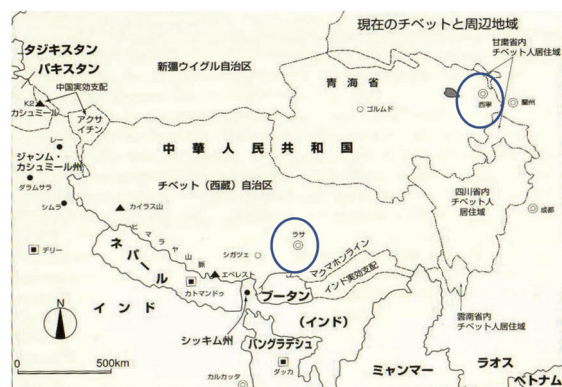 現在のチベットと周辺地域
タジキスタン
パキスタン
中国実効支配
K2
カシュミール
アクサ
イチン
新彊ウイグル自治区
青海省
ゴルムド
甘粛省内
チベット人居住域
西寧
蘭州
レー
ジャンム・
カシュミール州
ダラムサラ
シムラ
中華人民共和国
チベット（西蔵）自治区
カイラス山
四川省内
チベット人
居住域
成都
デリー
ネパール
ヒマラヤ山脈
シガツェ
ラサ
エベレスト
カトマンドゥ
マクマホンライン
インド実効支配
ブータン
N
インド
シッキム州
（インド）
雲南省内
チベット人居住域
バングラデシュ
ダッカ
カルカッタ
ミャンマー
ラオス
ベトナム
0
500km